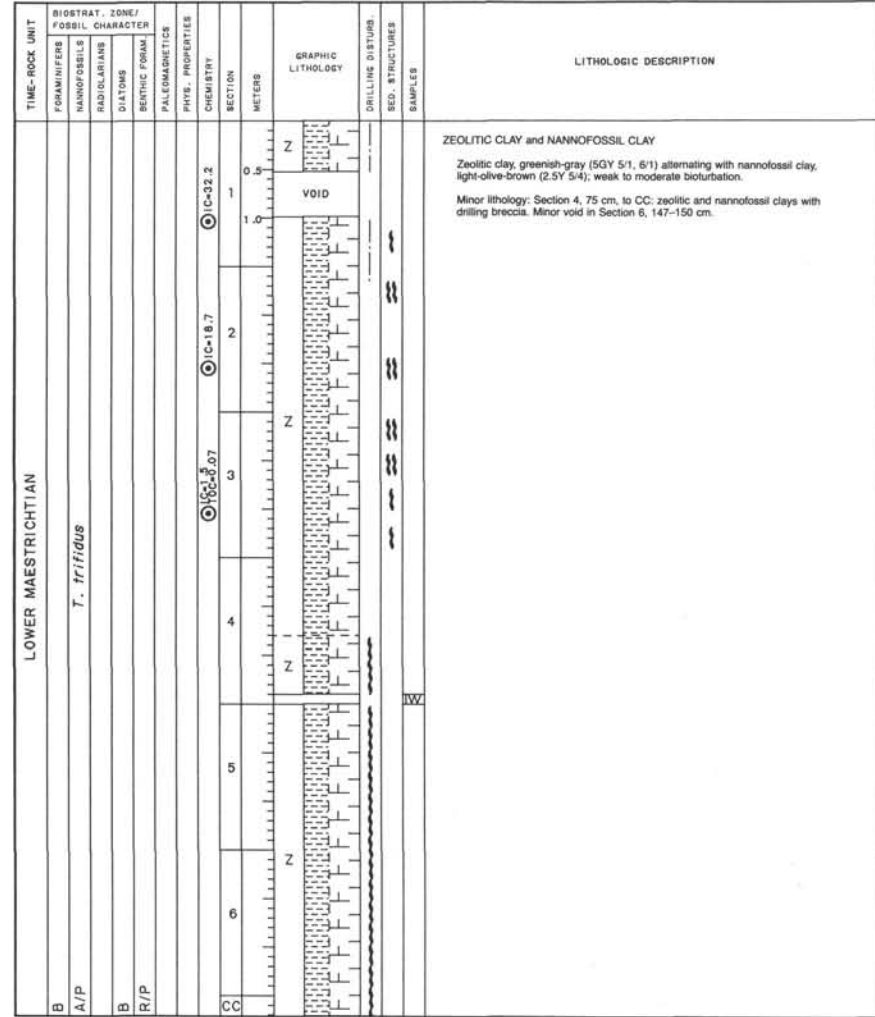 TIME-ROCK UNIT
BIOSTRAT. ZONE/
FOSSIL CHARACTER
FORAMINIFERS
NANNOFOSSILS
RADIOLARIANS
DIATOMS
BENTHIC FORAM.
PALEOMAGNETICS
PHYS. PROPERTIES
CHEMISTRY
SECTION
METERS
GRAPHIC
LITHOLOGY
DRILLING DISTURB.
SED. STRUCTURES
SAMPLES
LITHOLOGIC DESCRIPTION
LOWER MAESTRICHTIAN
B
A/P
T. trifidus
B
R/P
IC=32.2
IC=18.7
IC=1.5
TOC=0.07
1
2
3
4
5
6
CC
0.5
1.0
Z
VOID
Z
Z
Z
IW
ZEOLITIC CLAY and NANNOFOSSIL CLAY
Zeolitic clay, greenish-gray (5GY 5/1, 6/1) alternating with nannofossil clay,
light-olive-brown (2.5Y 5/4); weak to moderate bioturbation.
Minor lithology: Section 4, 75 cm, to CC: zeolitic and nannofossil clays with
drilling breccia. Minor void in Section 6, 147–150 cm.